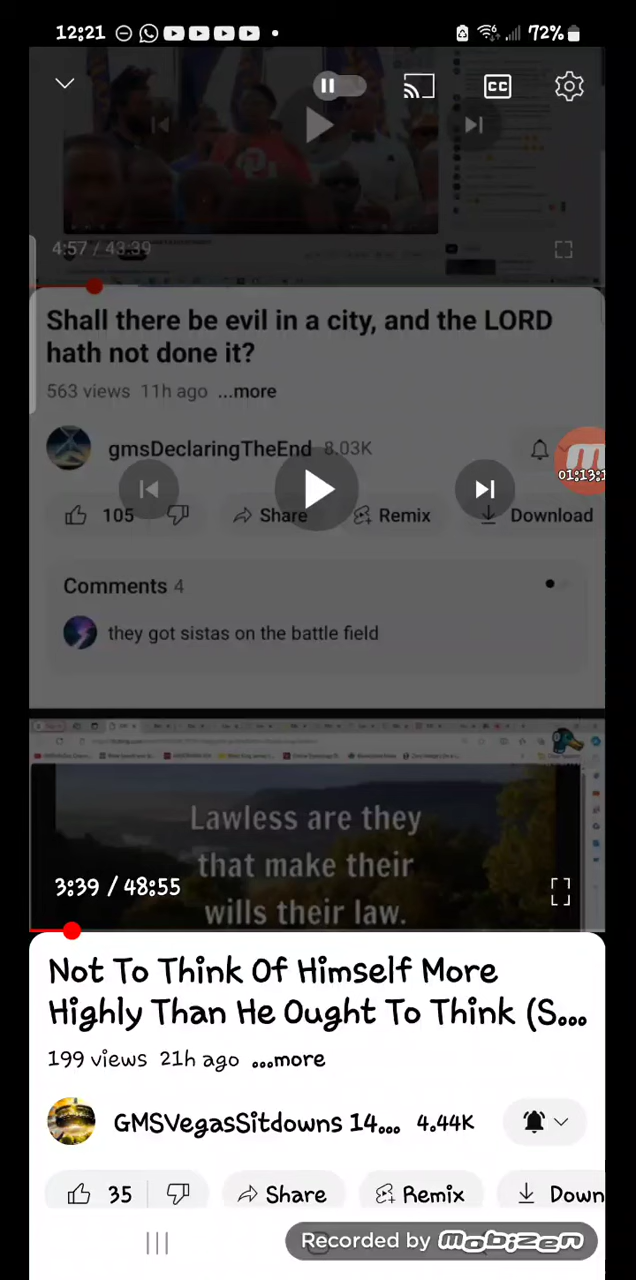 12:21 72%
4:57 / 43:39
Shall there be evil in a city, and the LORD
hath not done it?
563 views 11h ago ...more
gmsDeclaringTheEnd 8.03K
01:13:1
105 Share Remix Download
Comments 4
they got sistas on the battle field
Lawless are they
that make their
wills their law.
3:39 / 48:55
Not To Think Of Himself More
Highly Than He Ought To Think (S...
199 views 21h ago ...more
GMSVegasSitdowns 14... 4.44K
35 Share Remix Down
Recorded by mobizen